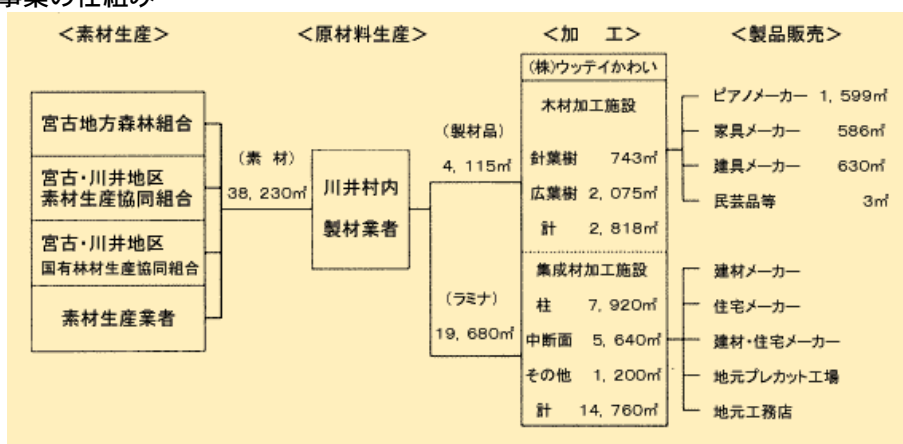 事業の仕組み
＜素材生産＞
＜原材料生産＞
＜加　工＞
＜製品販売＞
宮古地方森林組合
宮古・川井地区
素材生産協同組合
宮古・川井地区
国有林材生産協同組合
素材生産業者
(素 材)
38,230㎥
川井村内
製材業者
(製材品)
4,115㎥
(ラミナ)
19,680㎥
(株)ウッテイかわい
木材加工施設
針葉樹 743㎥
広葉樹 2,075㎥
計 2,818㎥
集成材加工施設
柱 7,920㎥
中断面 5,640㎥
その他 1,200㎥
計 14,760㎥
ピアノメーカー 1,599㎥
家具メーカー 586㎥
建具メーカー 630㎥
民芸品等 3㎥
建材メーカー
住宅メーカー
建材・住宅メーカー
地元プレカット工場
地元工務店